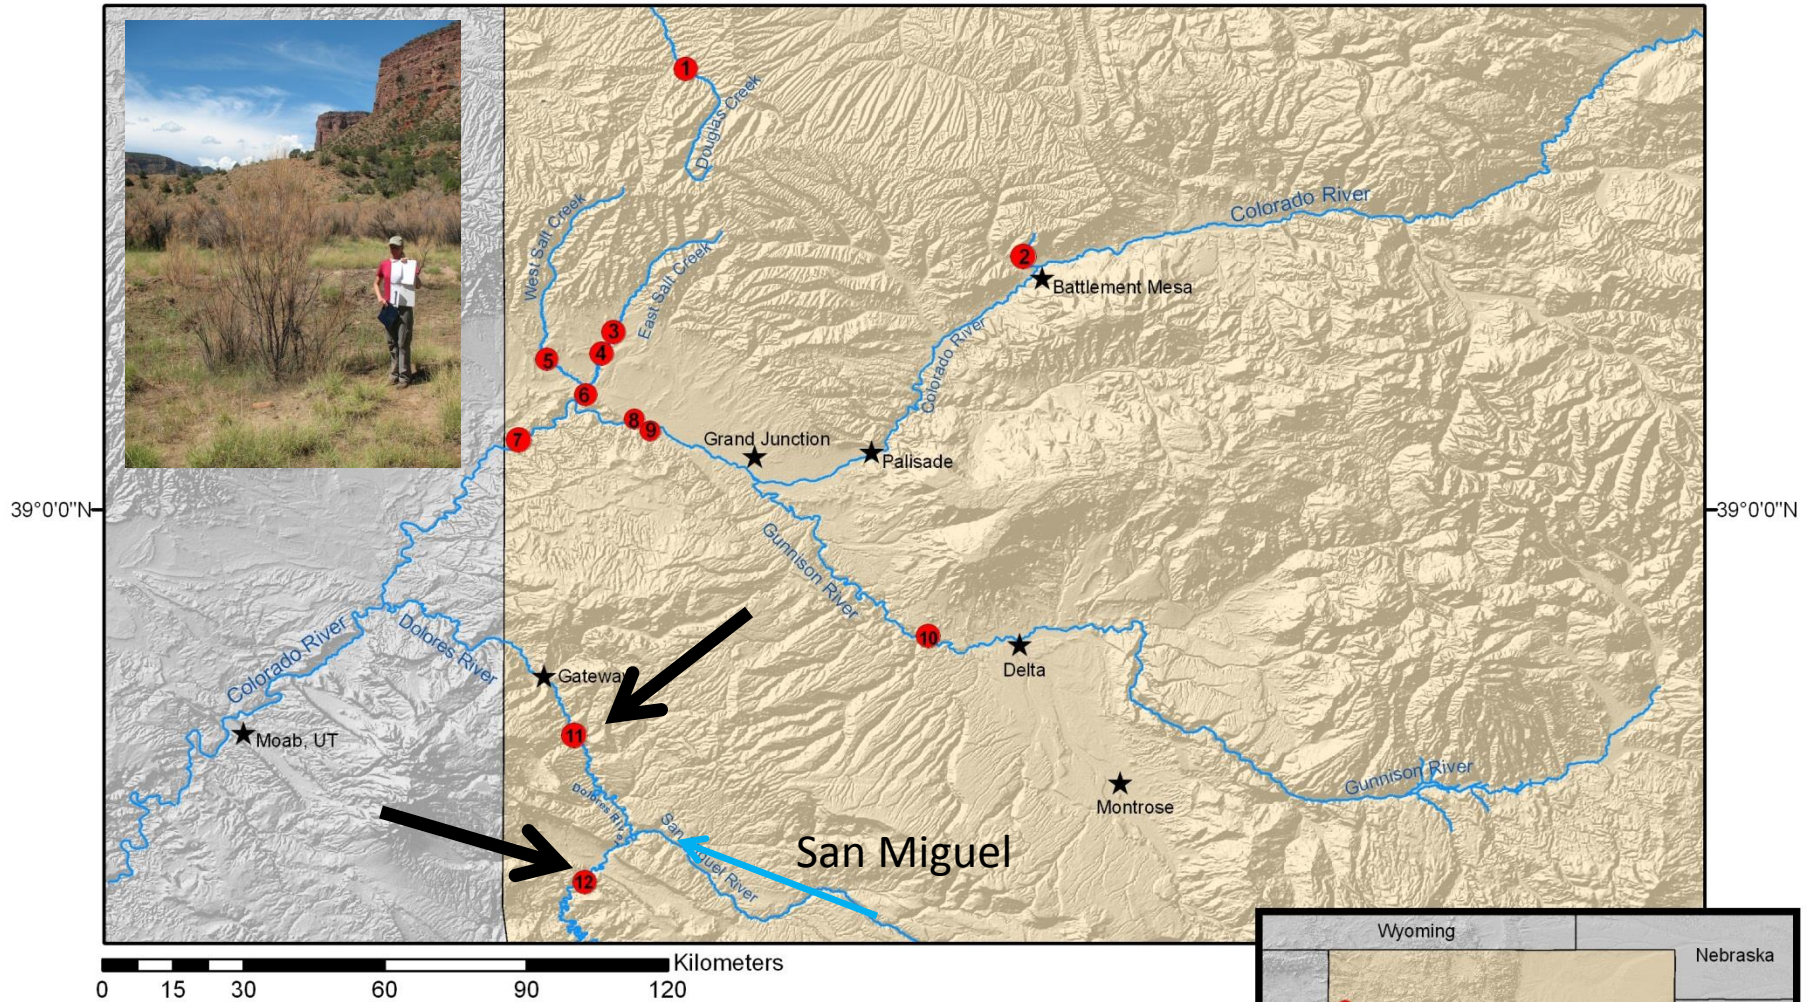 1
Douglas Creek
Colorado River
West Salt Creek
East Salt Creek
2
Battlement Mesa
3
4
5
6
Colorado River
8
9
7
Grand Junction
Palisade
39°0'0"N
39°0'0"N
Gunnison River
Colorado River
Dolores River
10
Delta
Gateway
11
Moab, UT
Gunnison River
Montrose
Dolores River
San Miguel River
San Miguel
12
Kilometers
0 15 30 60 90 120
Wyoming
Nebraska